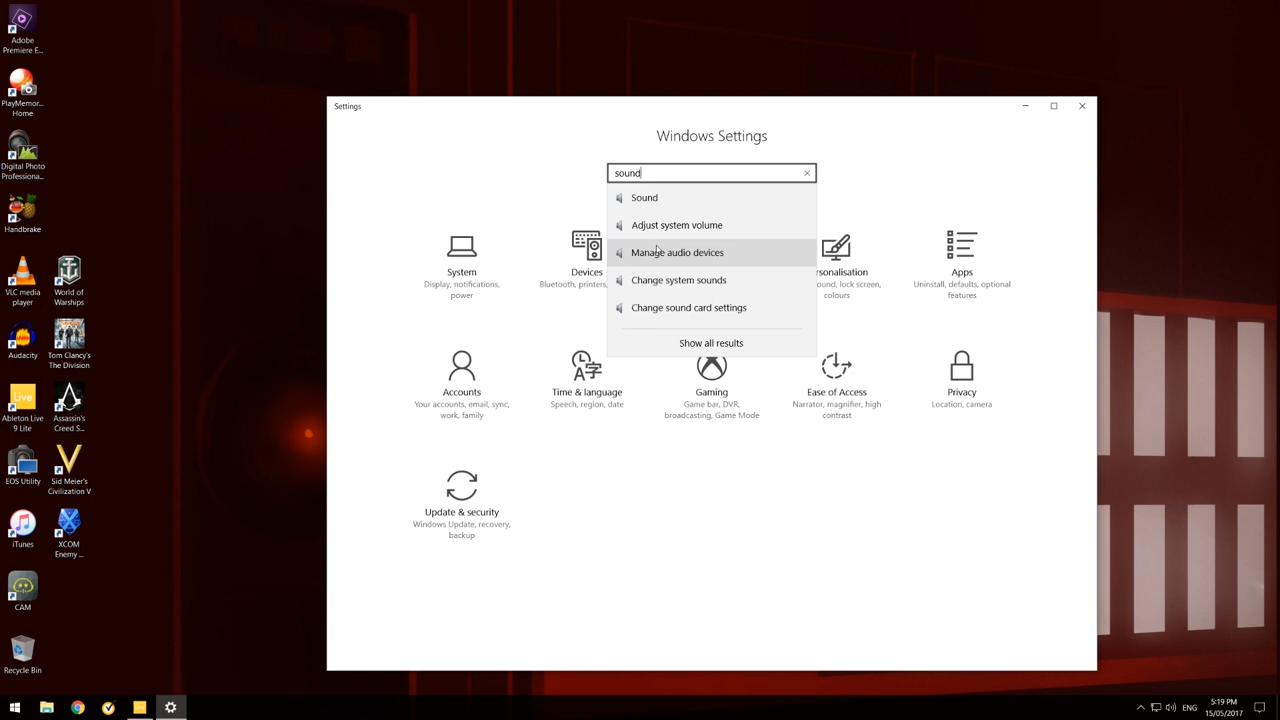 Adobe
Premiere E...
PlayMemor...
Home
Digital Photo
Professiona...
Handbrake
VLC media
player
World of
Warships
Audacity
Tom Clancy's
The Division
Live
Ableton Live
9 Lite
Assassin's
Creed S...
EOS Utility
Sid Meier's
Civilization V
iTunes
XCOM
Enemy ...
CAM
Recycle Bin
Settings
Windows Settings
sound
Sound
Adjust system volume
Manage audio devices
Change system sounds
Change sound card settings
Show all results
System
Display, notifications,
power
Devices
Bluetooth, printers,
rsonalisation
ound, lock screen,
colours
Apps
Uninstall, defaults, optional
features
Accounts
Your accounts, email, sync,
work, family
Time & language
Speech, region, date
Gaming
Game bar, DVR,
broadcasting, Game Mode
Ease of Access
Narrator, magnifier, high
contrast
Privacy
Location, camera
Update & security
Windows Update, recovery,
backup
ENG
5:19 PM
15/05/2017